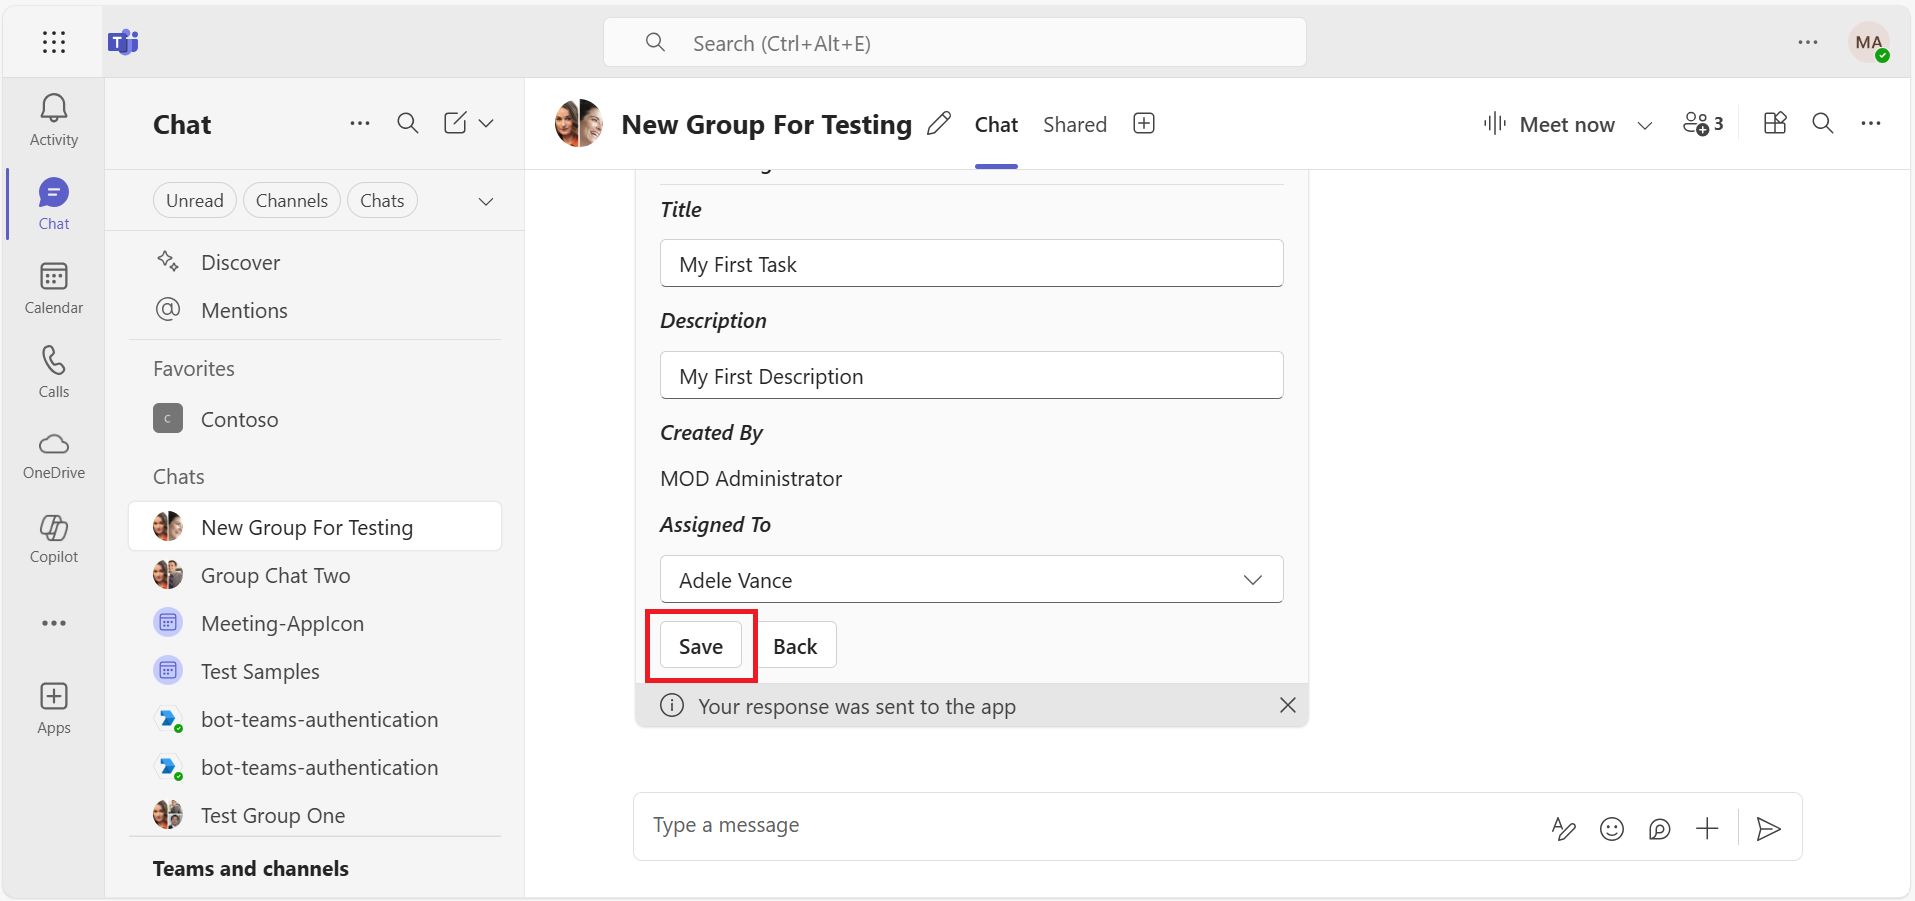 Search (Ctrl+Alt+E)
MA
Activity
Chat
Calendar
Calls
OneDrive
Copilot
Apps
Chat
Unread
Channels
Chats
Discover
Mentions
Favorites
C
Contoso
Chats
New Group For Testing
Group Chat Two
Meeting-AppIcon
Test Samples
bot-teams-authentication
bot-teams-authentication
Test Group One
Teams and channels
New Group For Testing
Chat
Shared
Meet now
3
Title
My First Task
Description
My First Description
Created By
MOD Administrator
Assigned To
Adele Vance
Save
Back
Your response was sent to the app
Type a message